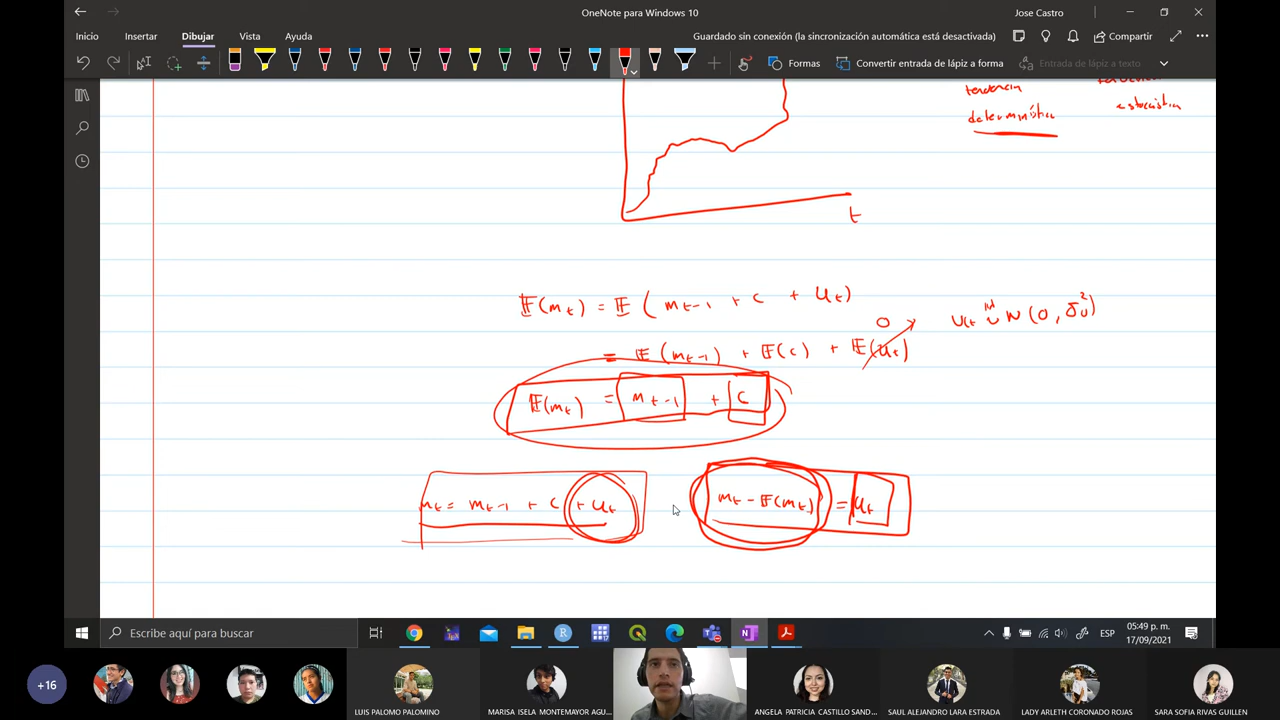 OneNote para Windows 10
Jose Castro
Inicio Insertar Dibujar Vista Ayuda
Guardado sin conexión (la sincronización automática está desactivada)
Compartir
Formas
Convertir entrada de lápiz a forma
Entrada de lápiz a texto
tendencia
determinística
estocástica
t
𝔼(mt) = 𝔼 ( mt-1 + c + ut)
ut iid N (0, σu²)
0
= 𝔼 (mt-1) + 𝔼(c) + 𝔼(ut)
𝔼(mt) = mt-1 + c
mt = mt-1 + c + ut
mt - 𝔼(mt) = ut
Escribe aquí para buscar
17
ESP
05:49 p. m.
17/09/2021
+16
LUIS PALOMO PALOMINO
MARISA ISELA MONTEMAYOR AGU...
ANGELA PATRICIA CASTILLO SAND...
SAUL ALEJANDRO LARA ESTRADA
LADY ARLETH CORONADO ROJAS
SARA SOFIA RIVAS GUILLEN